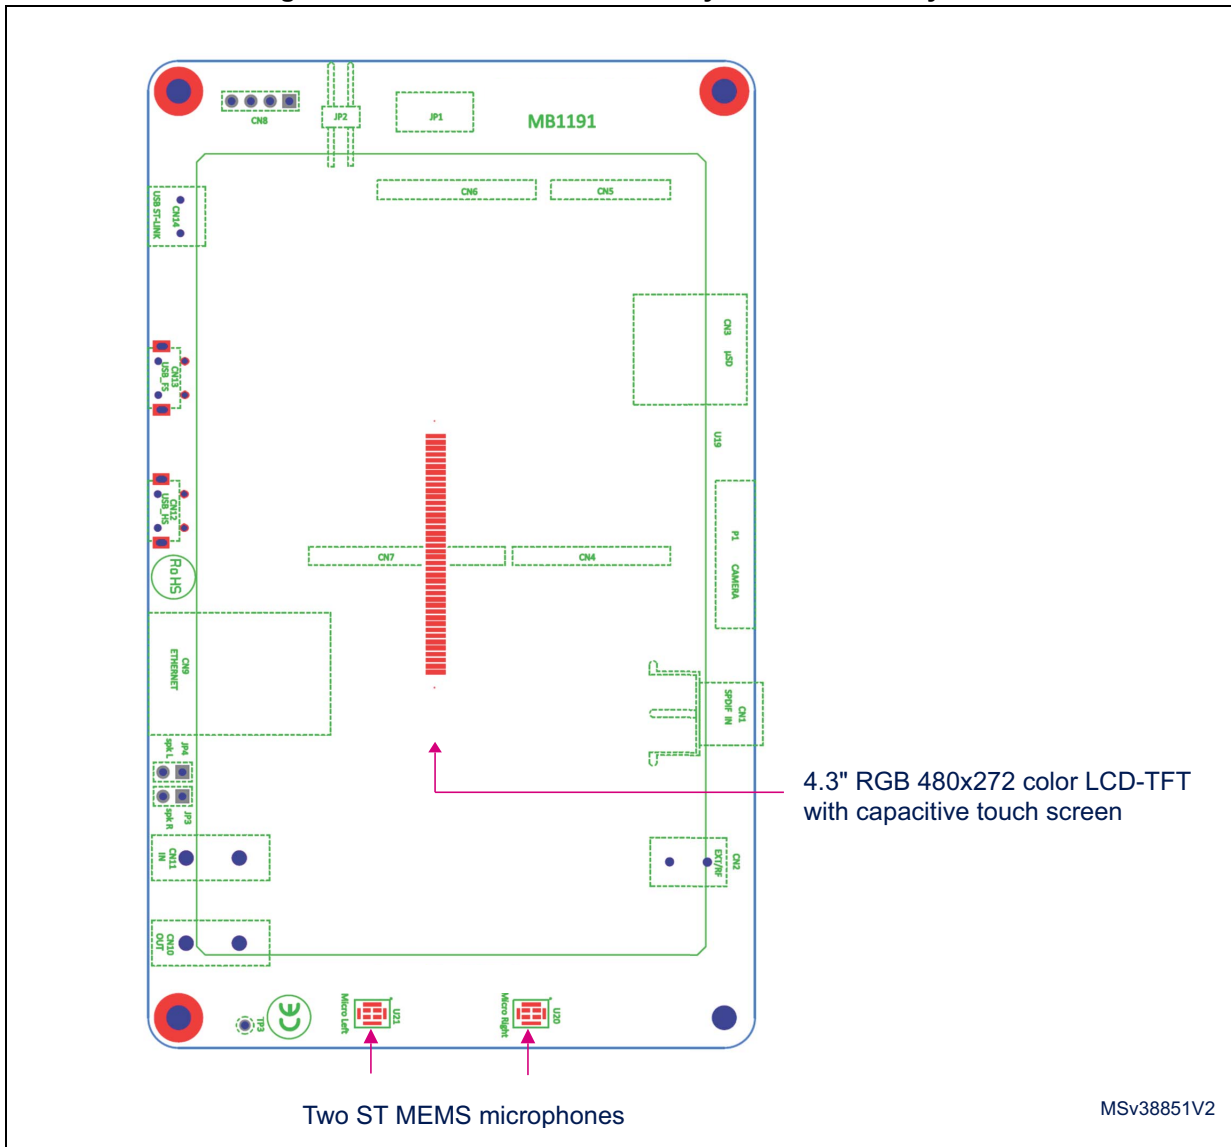 CN8
JP2
JP1
MB1191
CN6
CN5
CN14
USB ST-LINK
CN3 µSD
CN13
USB_FS
U19
CN12
USB_HS
P1 CAMERA
CN7
CN4
RoHS
CN9
ETHERNET
CN1
SPDIF IN
JP4
spk L
JP3
spk R
4.3" RGB 480x272 color LCD-TFT
with capacitive touch screen
CN11
IN
CN2
EXT/RF
CN10
OUT
TP3
CE
U21
Micro Left
U20
Micro Right
Two ST MEMS microphones
MSv38851V2